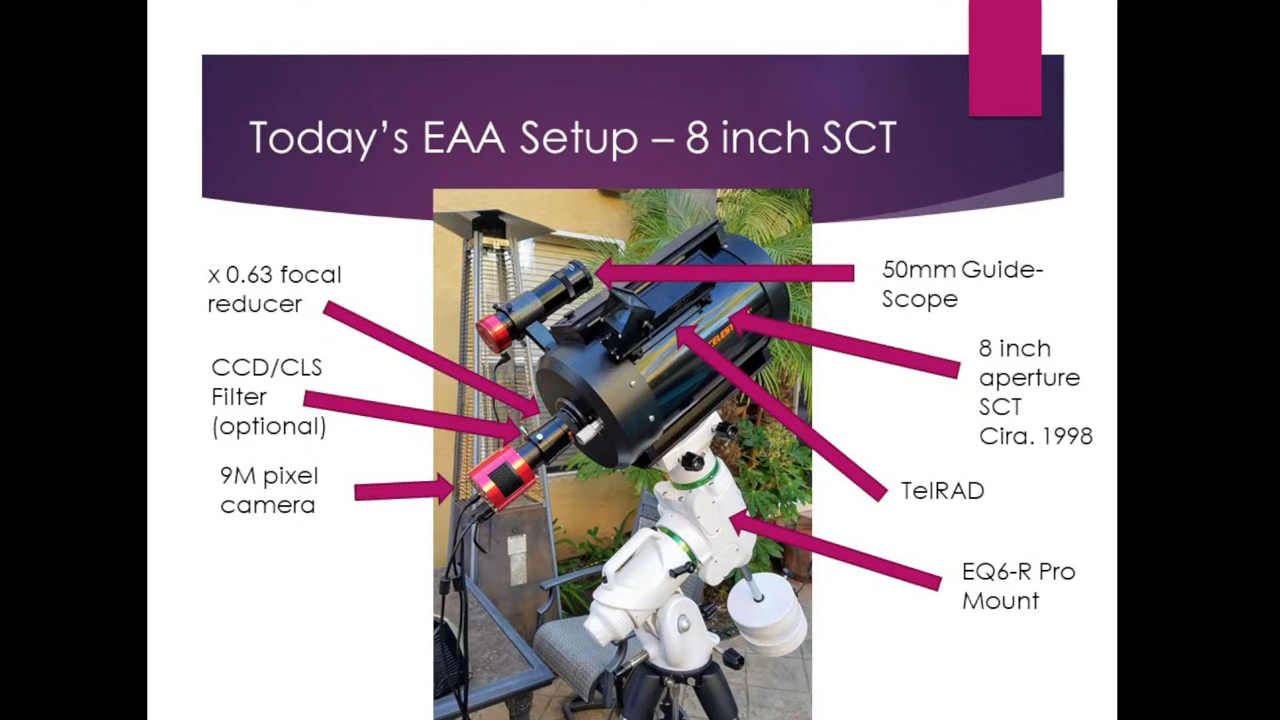 Today's EAA Setup – 8 inch SCT
x 0.63 focal
reducer
CCD/CLS
Filter
(optional)
9M pixel
camera
50mm Guide-
Scope
8 inch
aperture
SCT
Cira. 1998
TelRAD
EQ6-R Pro
Mount